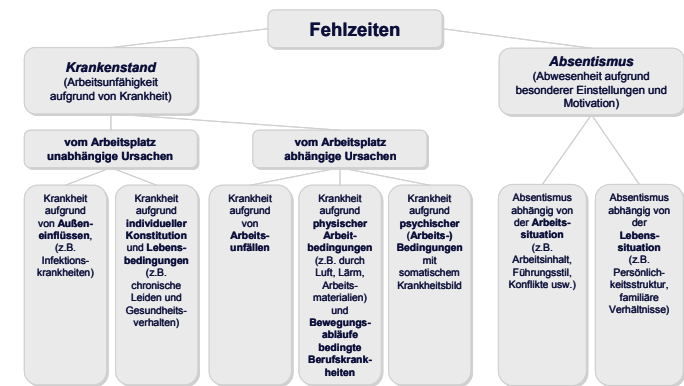 Fehlzeiten
Krankenstand
(Arbeitsunfähigkeit
aufgrund von Krankheit)
Absentismus
(Abwesenheit aufgrund
besonderer Einstellungen und
Motivation)
vom Arbeitsplatz
unabhängige Ursachen
vom Arbeitsplatz
abhängige Ursachen
Krankheit
aufgrund
von Außen-
einflüssen,
(z.B.
Infektions-
krankheiten)
Krankheit
aufgrund
individueller
Konstitution
und Lebens-
bedingungen
(z.B.
chronische
Leiden und
Gesundheits-
verhalten)
Krankheit
aufgrund
von
Arbeits-
unfällen
Krankheit
aufgrund
physischer
Arbeit-
bedingungen
(z.B. durch
Luft, Lärm,
Arbeits-
materialien)
und
Bewegungs-
abläufe
bedingte
Berufskrank-
heiten
Krankheit
aufgrund
psychischer
(Arbeits-)
Bedingungen
mit
somatischem
Krankheitsbild
Absentismus
abhängig von
der Arbeits-
situation
(z.B.
Arbeitsinhalt,
Führungsstil,
Konflikte usw.)
Absentismus
abhängig von
der
Lebens-
situation
(z.B.
Persönlich-
keitsstruktur,
familiäre
Verhältnisse)